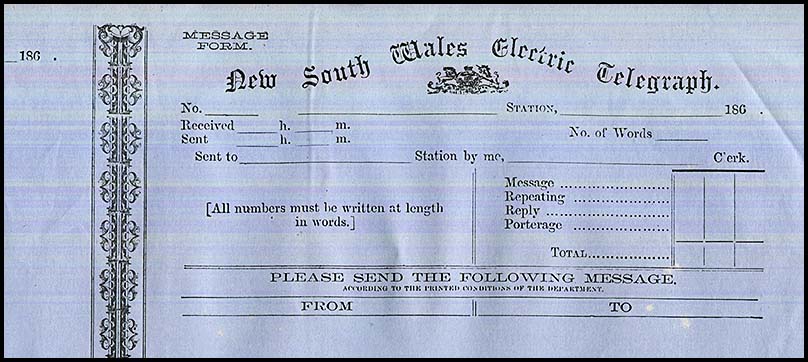 186 .
MESSAGE
FORM.
New South Wales Electric Telegraph.
No. STATION, 186 .
Received h. m.
No. of Words
Sent h. m.
Sent to Station by me, Clerk.
[All numbers must be written at length
in words.]
Message
Repeating
Reply
Porterage
TOTAL
PLEASE SEND THE FOLLOWING MESSAGE,
ACCORDING TO THE PRINTED CONDITIONS OF THE DEPARTMENT.
FROM TO